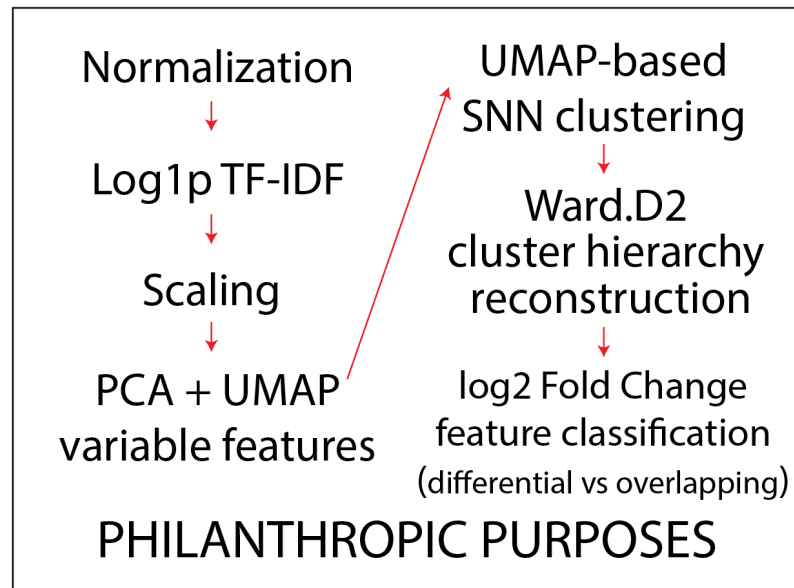 Normalization
Log1p TF-IDF
Scaling
PCA + UMAP
variable features
UMAP-based
SNN clustering
Ward.D2
cluster hierarchy
reconstruction
log2 Fold Change
feature classification
(differential vs overlapping)
PHILANTHROPIC PURPOSES